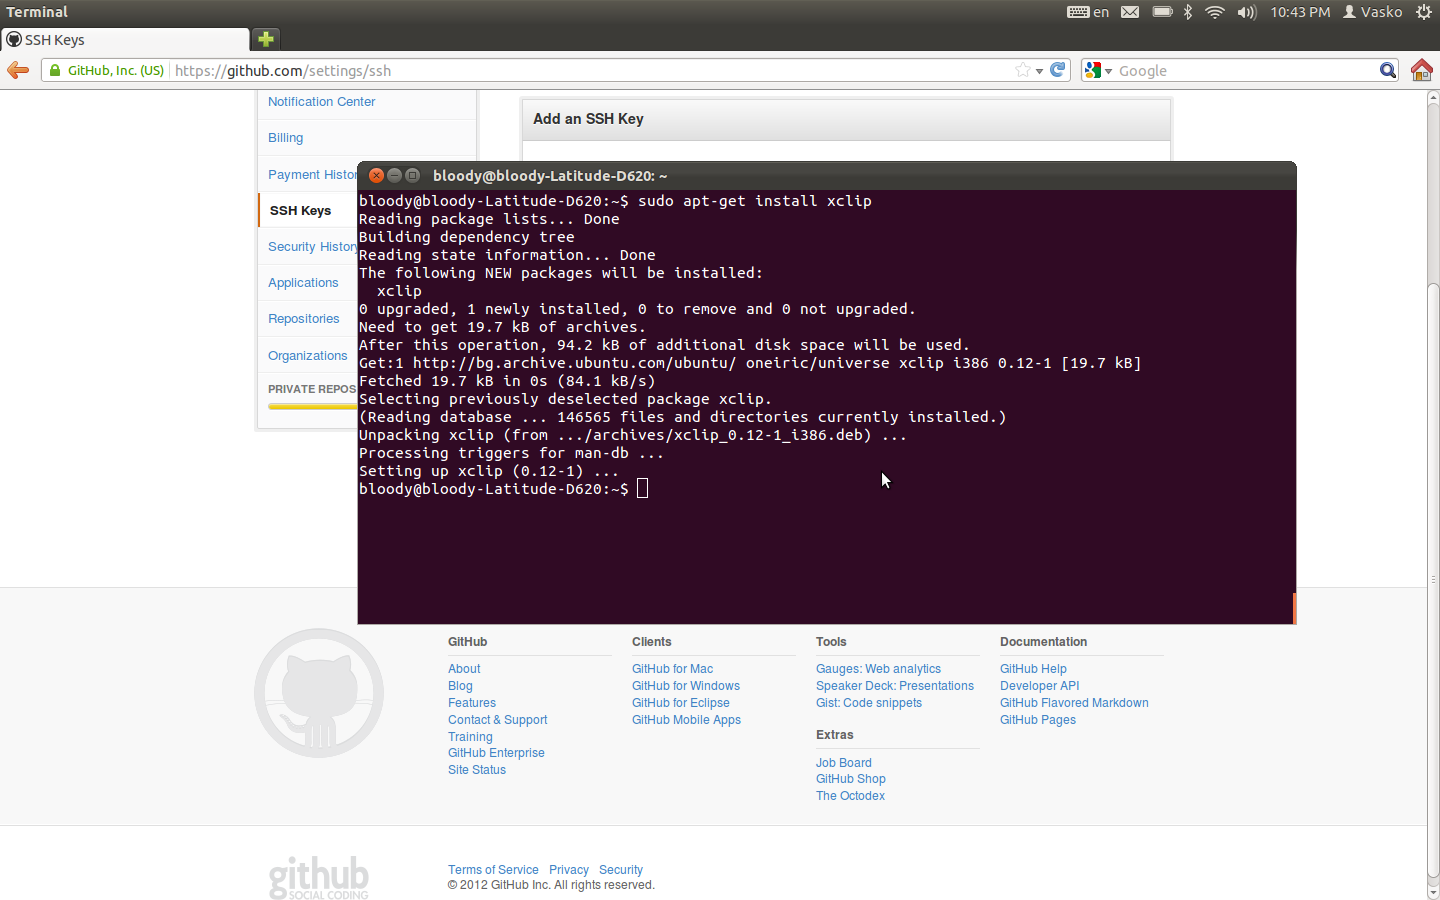 Terminal
en
10:43 PM
Vasko
SSH Keys
GitHub, Inc. (US)
https://github.com/settings/ssh
Google
Notification Center
Billing
Payment Histor
SSH Keys
Security History
Applications
Repositories
Organizations
PRIVATE REPOS
Add an SSH Key
bloody@bloody-Latitude-D620: ~
bloody@bloody-Latitude-D620:~$ sudo apt-get install xclip
Reading package lists... Done
Building dependency tree
Reading state information... Done
The following NEW packages will be installed:
  xclip
0 upgraded, 1 newly installed, 0 to remove and 0 not upgraded.
Need to get 19.7 kB of archives.
After this operation, 94.2 kB of additional disk space will be used.
Get:1 http://bg.archive.ubuntu.com/ubuntu/ oneiric/universe xclip i386 0.12-1 [19.7 kB]
Fetched 19.7 kB in 0s (84.1 kB/s)
Selecting previously deselected package xclip.
(Reading database ... 146565 files and directories currently installed.)
Unpacking xclip (from .../archives/xclip_0.12-1_i386.deb) ...
Processing triggers for man-db ...
Setting up xclip (0.12-1) ...
bloody@bloody-Latitude-D620:~$
GitHub
About
Blog
Features
Contact & Support
Training
GitHub Enterprise
Site Status
Clients
GitHub for Mac
GitHub for Windows
GitHub for Eclipse
GitHub Mobile Apps
Tools
Gauges: Web analytics
Speaker Deck: Presentations
Gist: Code snippets
Extras
Job Board
GitHub Shop
The Octodex
Documentation
GitHub Help
Developer API
GitHub Flavored Markdown
GitHub Pages
github
SOCIAL CODING
Terms of Service Privacy Security
© 2012 GitHub Inc. All rights reserved.